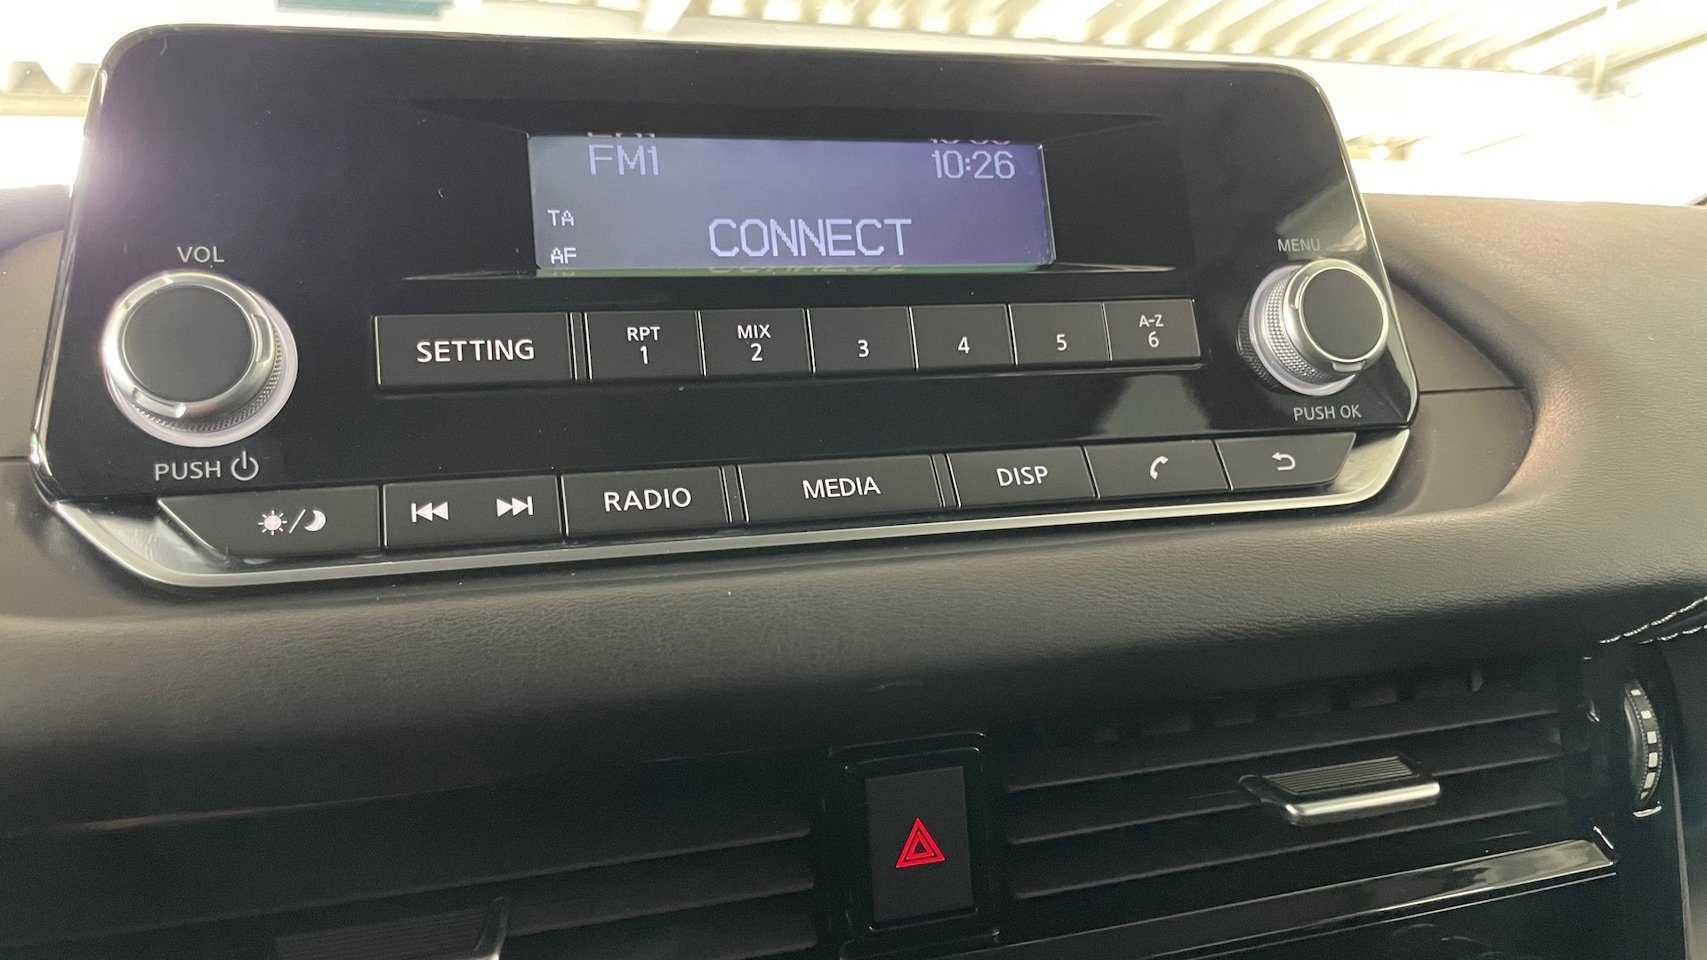 FM1 10:26
TA
CONNECT
AF
VOL
MENU
SETTING
RPT
1
MIX
2
3
4
5
A-Z
6
PUSH OK
PUSH
RADIO
MEDIA
DISP